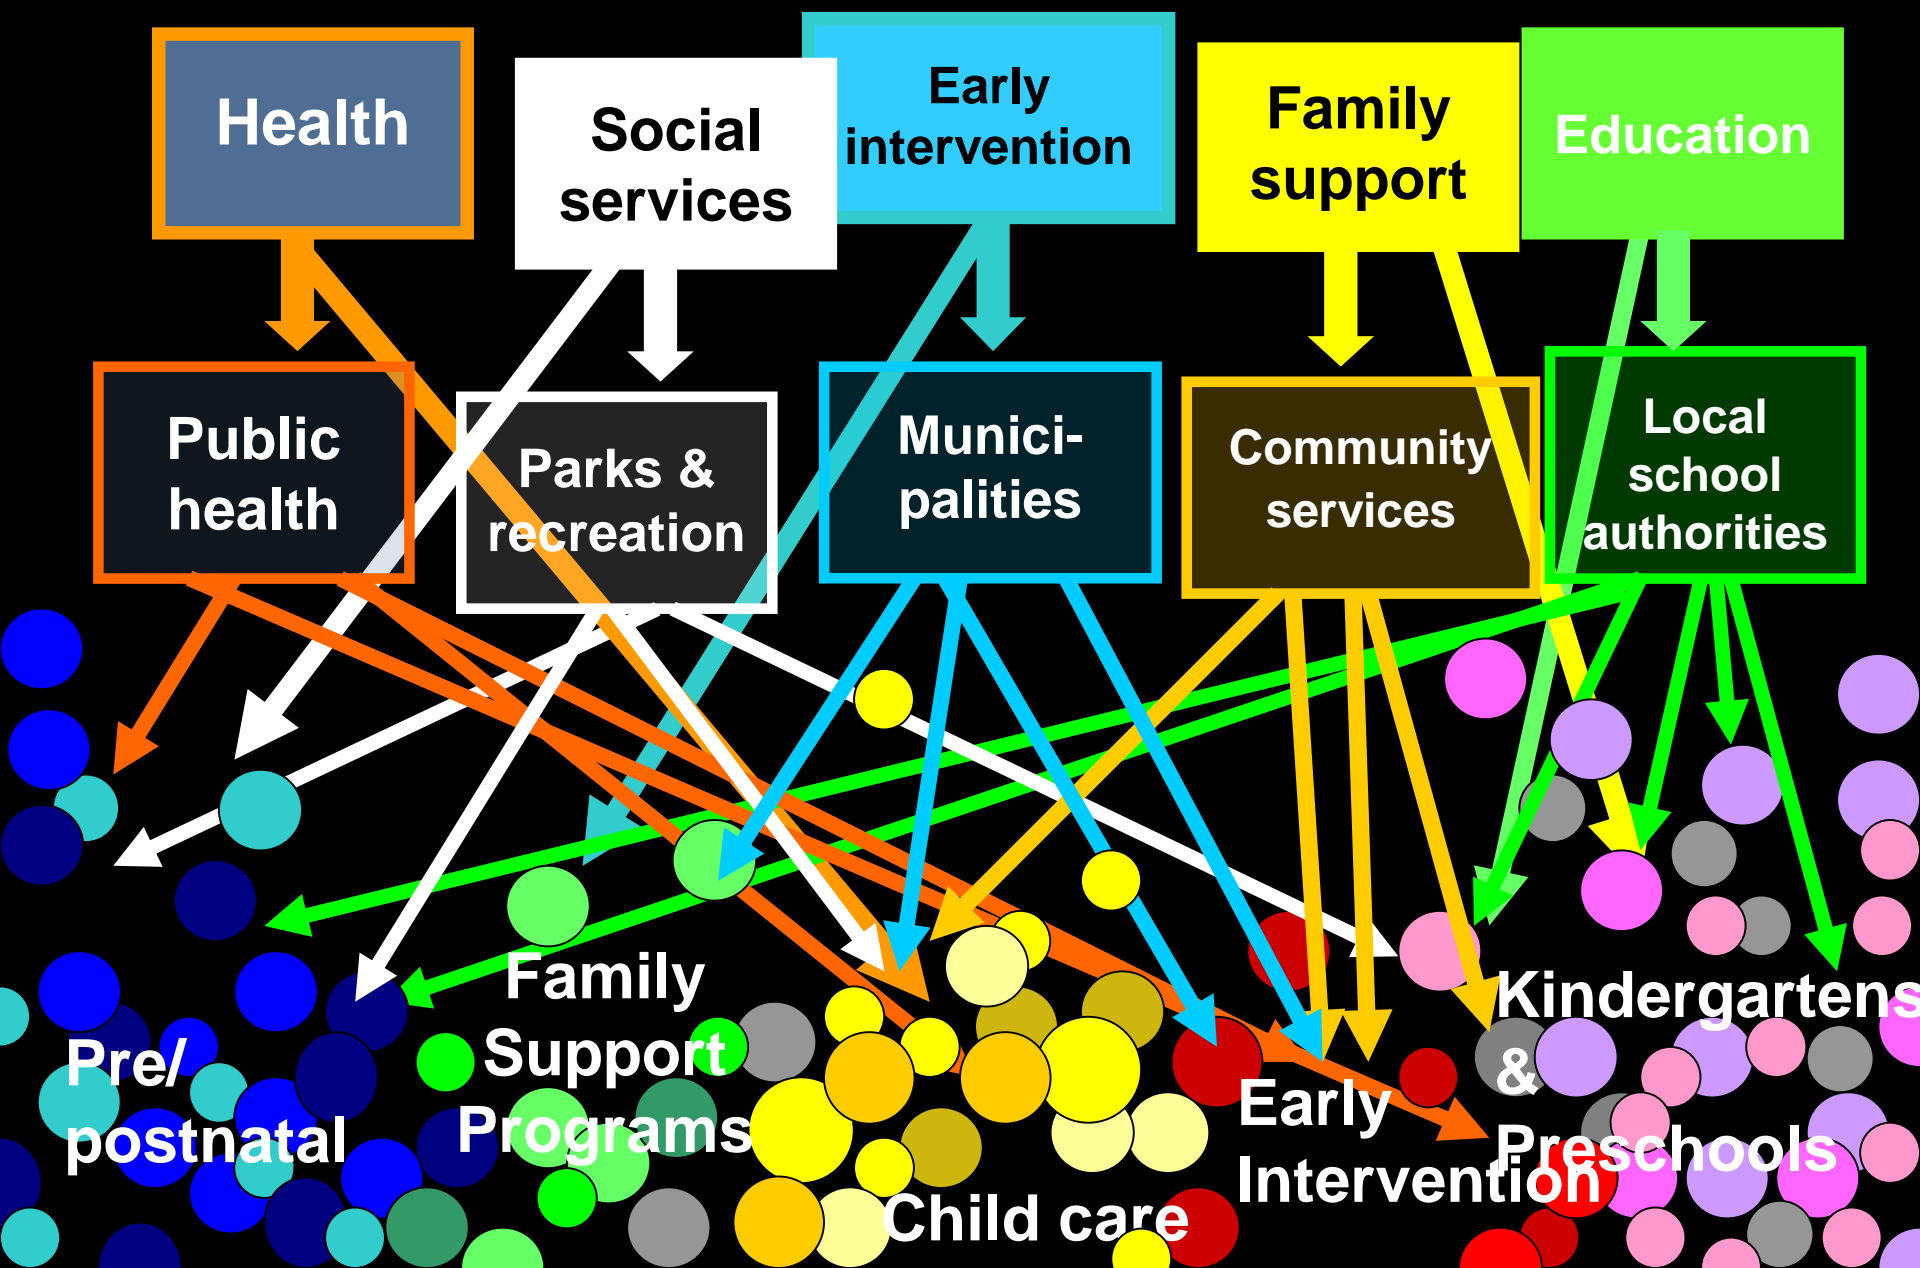 Health
Social
services
Early
intervention
Family
support
Education
Public
health
Parks &
recreation
Munici-
palities
Community
services
Local
school
authorities
Pre/
postnatal
Family
Support
Programs
Child care
Early
Intervention
Kindergartens
&
Preschools